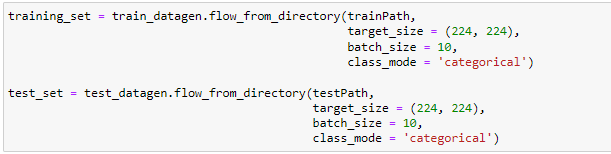 training_set = train_datagen.flow_from_directory(trainPath,
target_size = (224, 224),
batch_size = 10,
class_mode = 'categorical')
test_set = test_datagen.flow_from_directory(testPath,
target_size = (224, 224),
batch_size = 10,
class_mode = 'categorical')